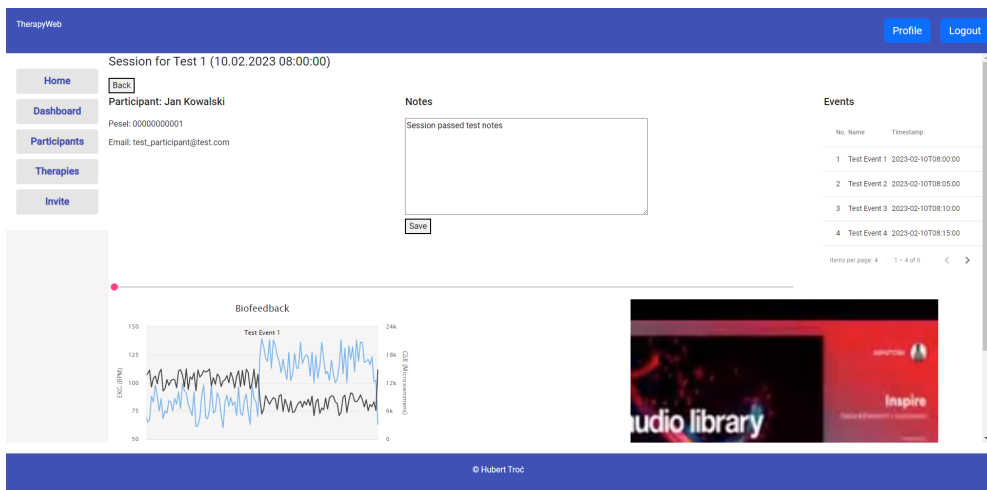 TherapyWeb
Profile
Logout
Home
Dashboard
Participants
Therapies
Invite
Session for Test 1 (10.02.2023 08:00:00)
Back
Participant: Jan Kowalski
Pesel: 00000000001
Email: test_participant@test.com
Notes
Session passed test notes
Save
Events
No. Name Timestamp
1 Test Event 1 2023-02-10T08:00:00
2 Test Event 2 2023-02-10T08:05:00
3 Test Event 3 2023-02-10T08:10:00
4 Test Event 4 2023-02-10T08:15:00
Items per page: 4 1 – 4 of 6
Biofeedback
Test Event 1
EKG (BPM)
150
125
100
75
50
24k
18k
12k
6k
0
Inspire
udio library
© Hubert Troć